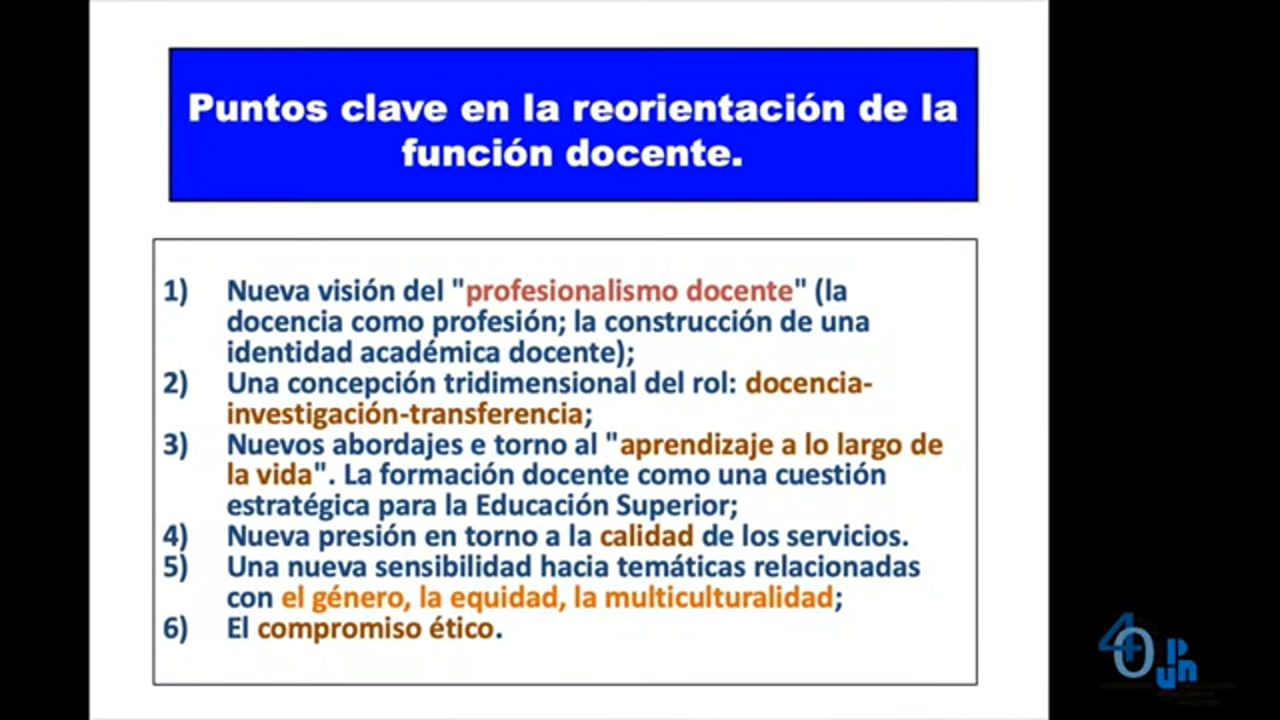 Puntos clave en la reorientación de la
función docente.
1) Nueva visión del "profesionalismo docente" (la
docencia como profesión; la construcción de una
identidad académica docente);
2) Una concepción tridimensional del rol: docencia-
investigación-transferencia;
3) Nuevos abordajes e torno al "aprendizaje a lo largo de
la vida". La formación docente como una cuestión
estratégica para la Educación Superior;
4) Nueva presión en torno a la calidad de los servicios.
5) Una nueva sensibilidad hacia temáticas relacionadas
con el género, la equidad, la multiculturalidad;
6) El compromiso ético.
40
upn